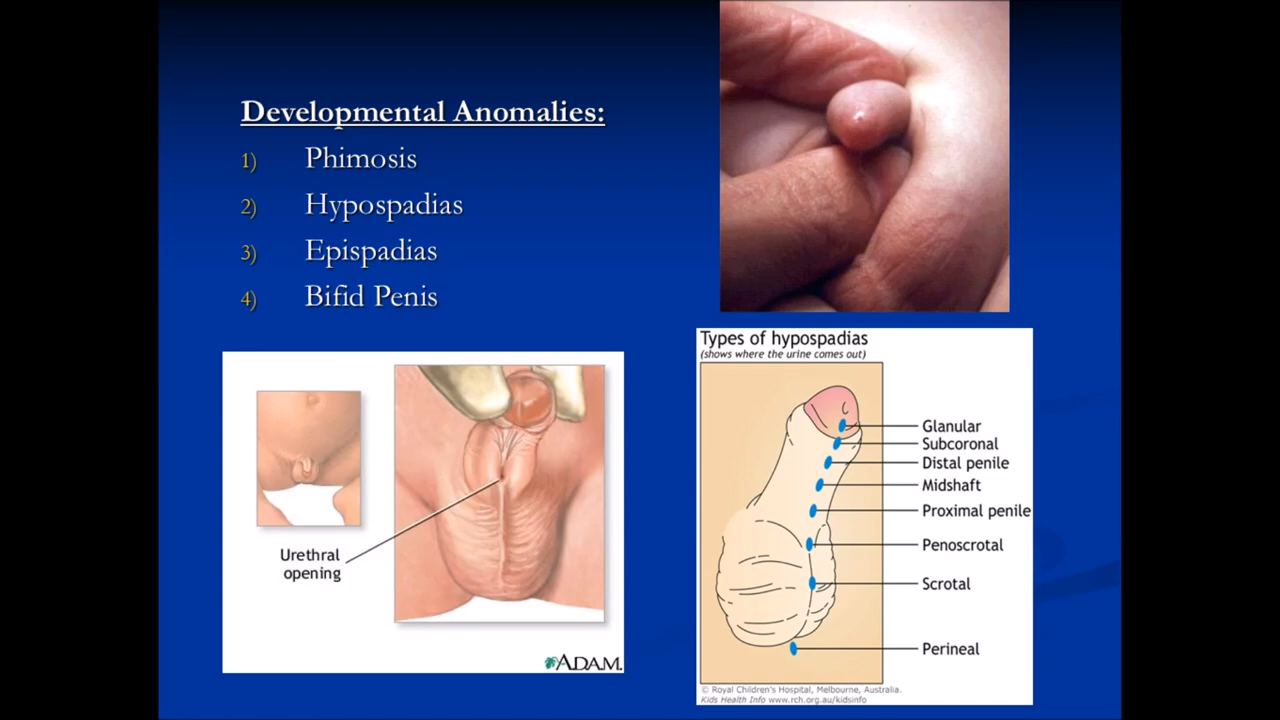 Developmental Anomalies:
1) Phimosis
2) Hypospadias
3) Epispadias
4) Bifid Penis
Urethral
opening
ADAM.
Types of hypospadias
(shows where the urine comes out)
Glanular
Subcoronal
Distal penile
Midshaft
Proximal penile
Penoscrotal
Scrotal
Perineal
© Royal Children's Hospital, Melbourne, Australia.
Kids Health Info www.rch.org.au/kidsinfo